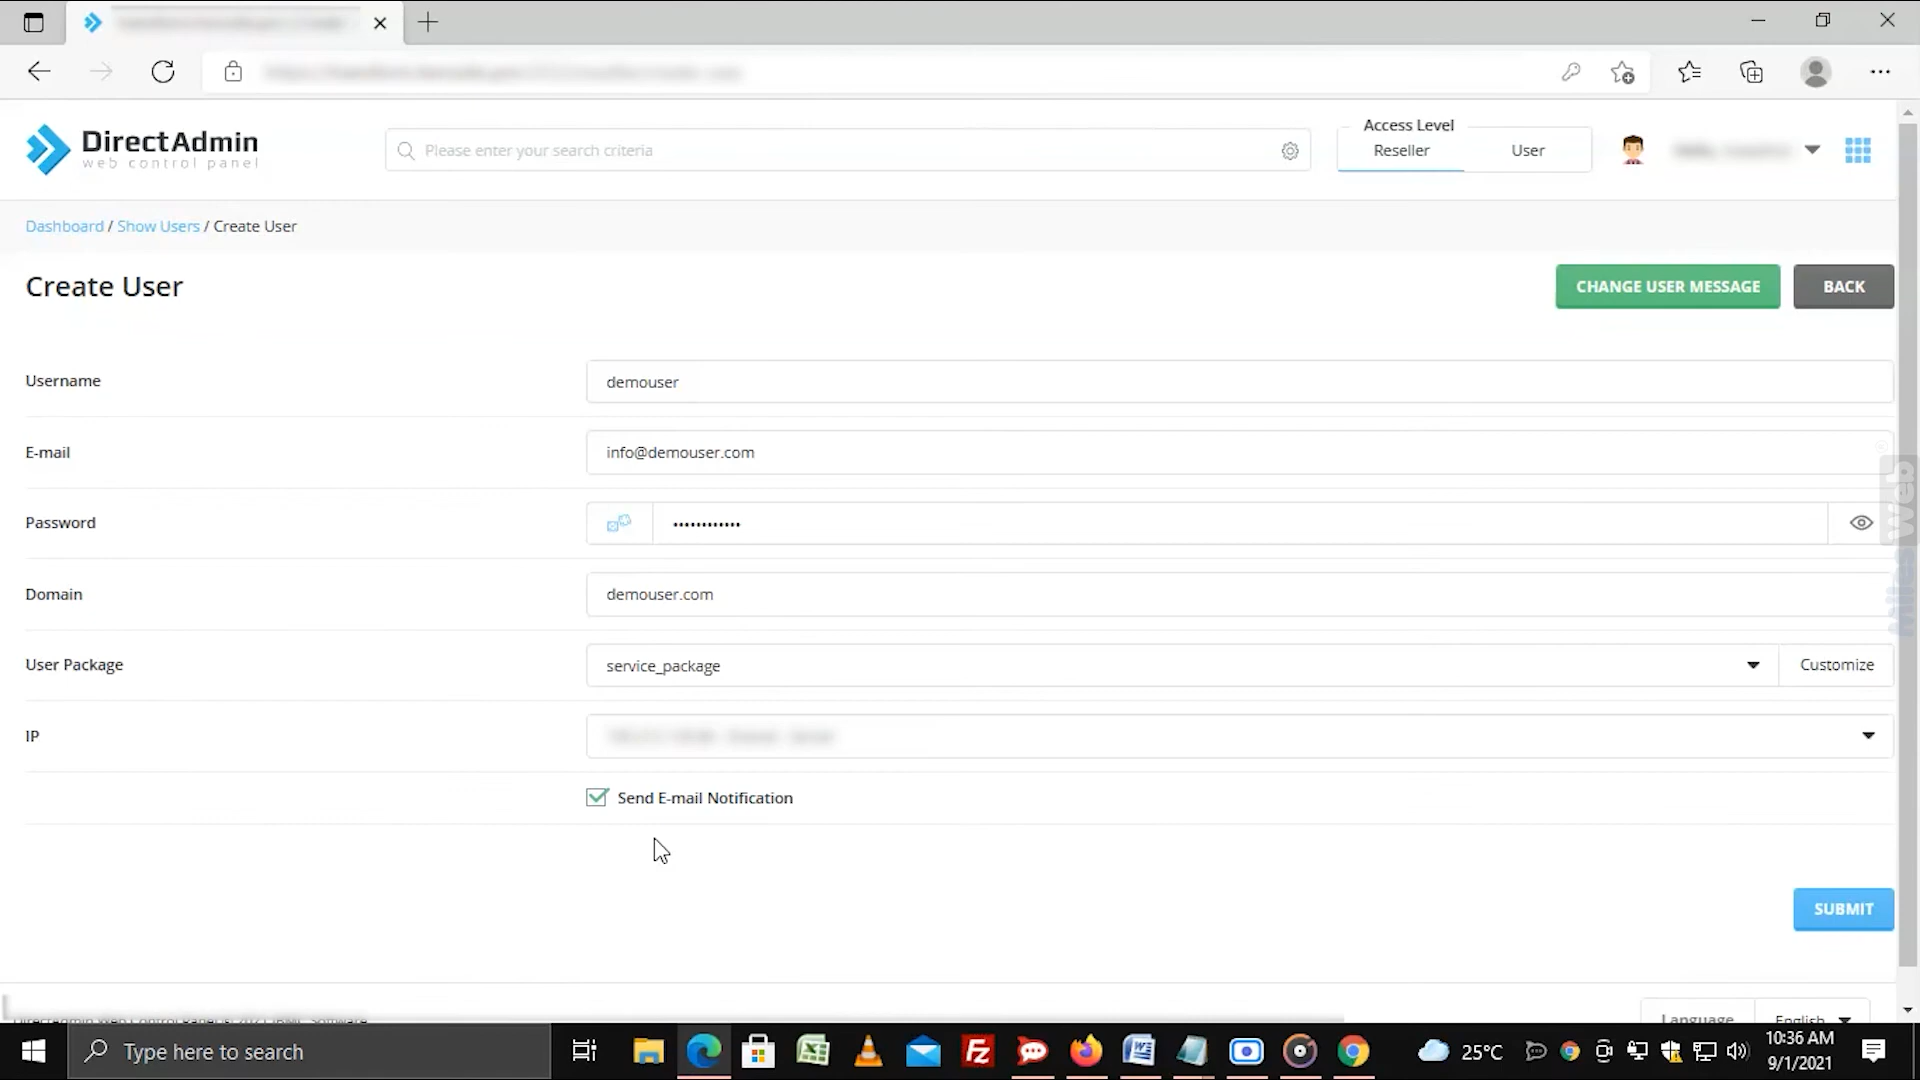 DirectAdmin
web control panel
Please enter your search criteria
Access Level
Reseller
User
Dashboard / Show Users / Create User
Create User
CHANGE USER MESSAGE
BACK
Username
demouser
E-mail
info@demouser.com
Password
••••••••••••
Domain
demouser.com
User Package
service_package
Customize
IP
Send E-mail Notification
SUBMIT
MilesWeb
Language
English
Type here to search
25°C
10:36 AM
9/1/2021